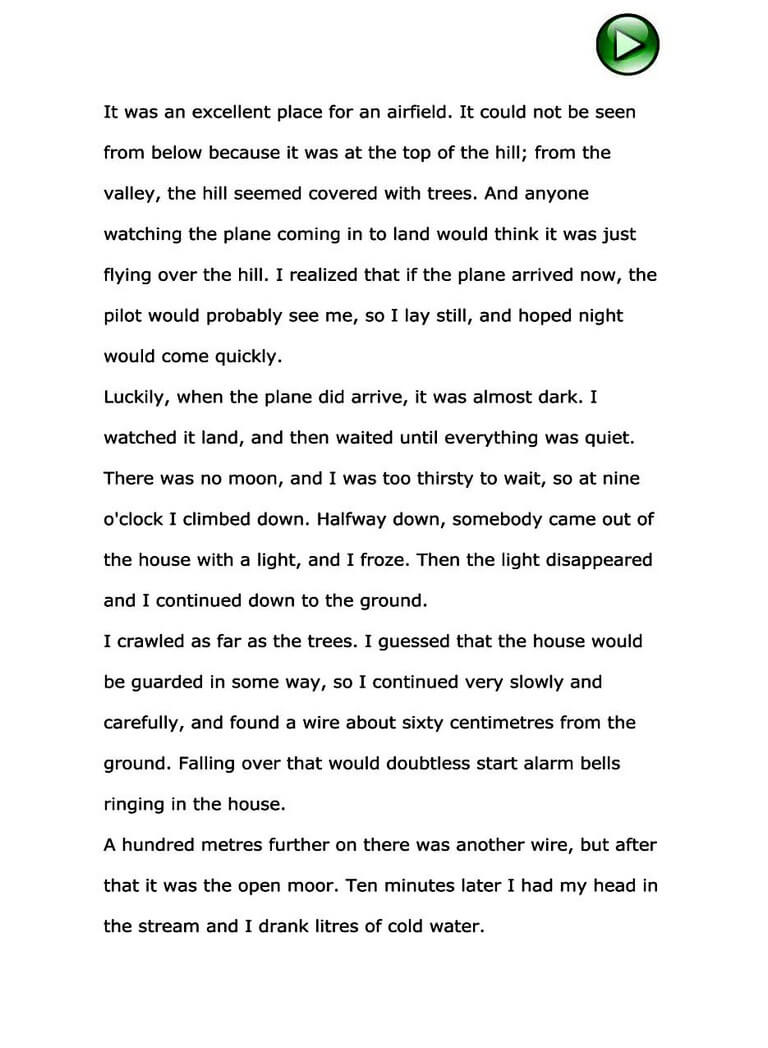 It was an excellent place for an airfield. It could not be seen
from below because it was at the top of the hill; from the
valley, the hill seemed covered with trees. And anyone
watching the plane coming in to land would think it was just
flying over the hill. I realized that if the plane arrived now, the
pilot would probably see me, so I lay still, and hoped night
would come quickly.
Luckily, when the plane did arrive, it was almost dark. I
watched it land, and then waited until everything was quiet.
There was no moon, and I was too thirsty to wait, so at nine
o'clock I climbed down. Halfway down, somebody came out of
the house with a light, and I froze. Then the light disappeared
and I continued down to the ground.
I crawled as far as the trees. I guessed that the house would
be guarded in some way, so I continued very slowly and
carefully, and found a wire about sixty centimetres from the
ground. Falling over that would doubtless start alarm bells
ringing in the house.
A hundred metres further on there was another wire, but after
that it was the open moor. Ten minutes later I had my head in
the stream and I drank litres of cold water.